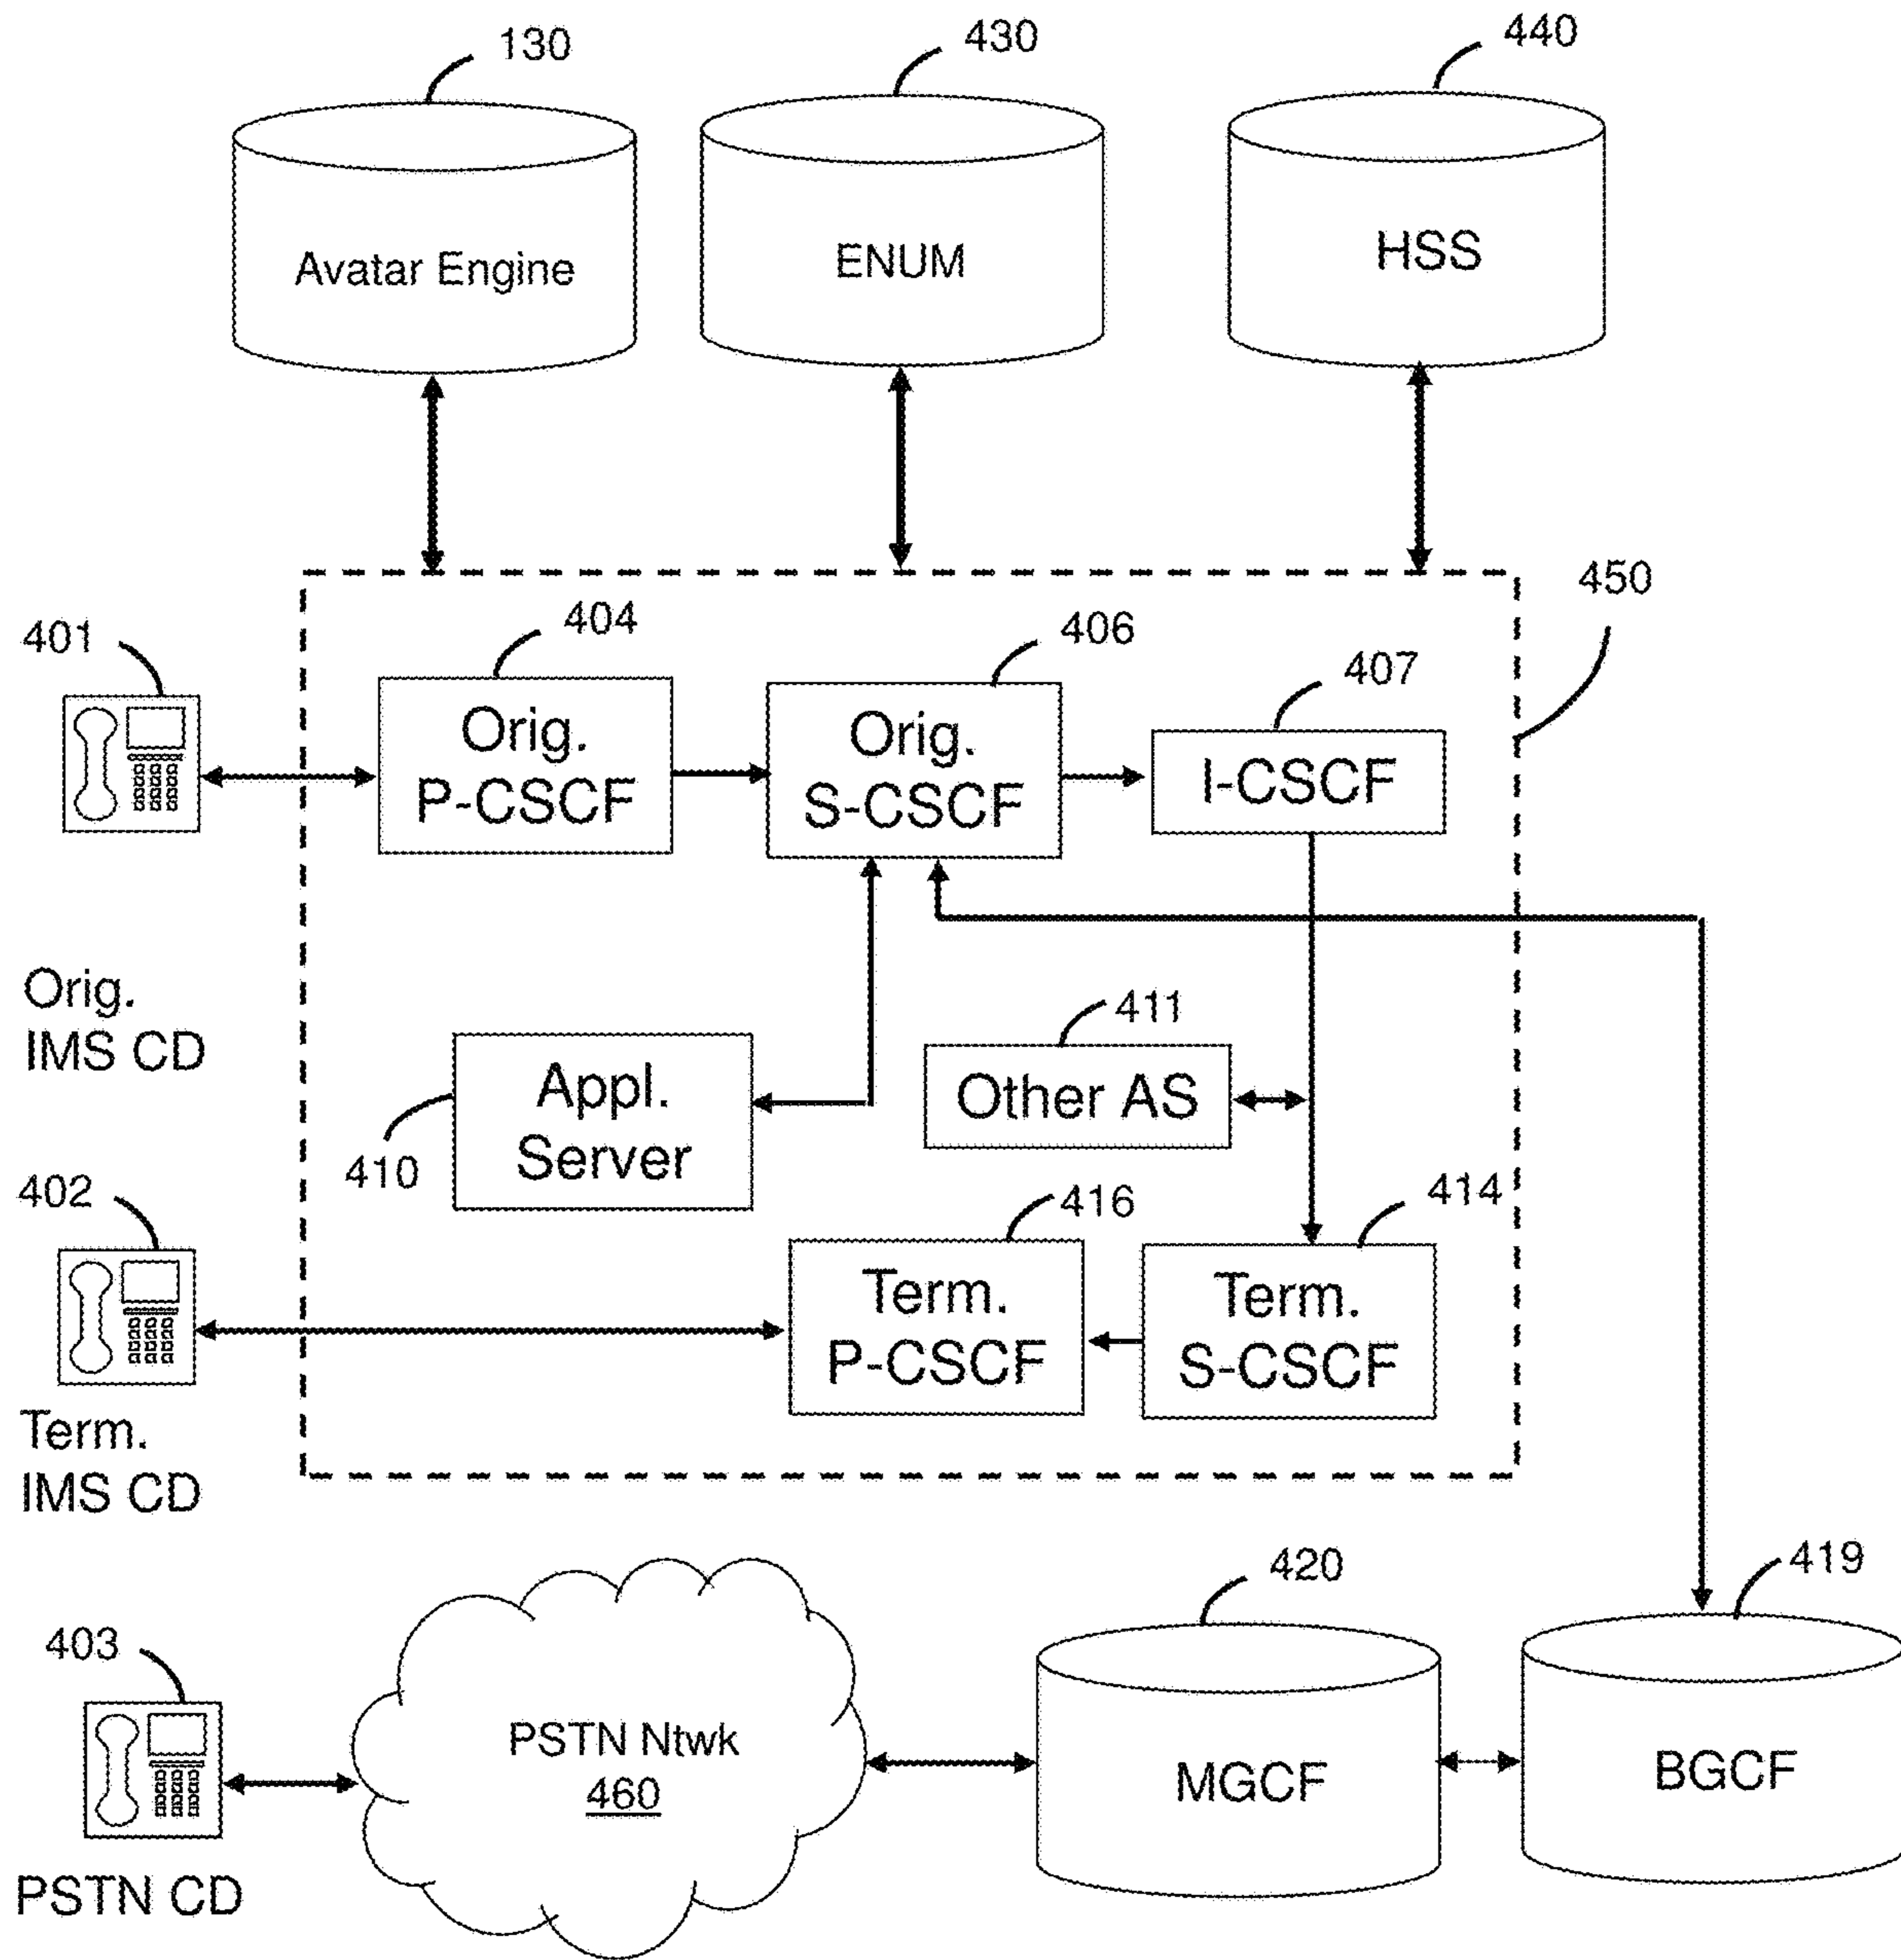 130
430
440
Avatar Engine
ENUM
HSS
450
401
404
406
407
Orig.
P-CSCF
Orig.
S-CSCF
I-CSCF
Orig.
IMS CD
411
Appl.
Server
Other AS
410
402
416
414
Term.
P-CSCF
Term.
S-CSCF
Term.
IMS CD
420
419
403
PSTN Ntwk
460
MGCF
BGCF
PSTN CD